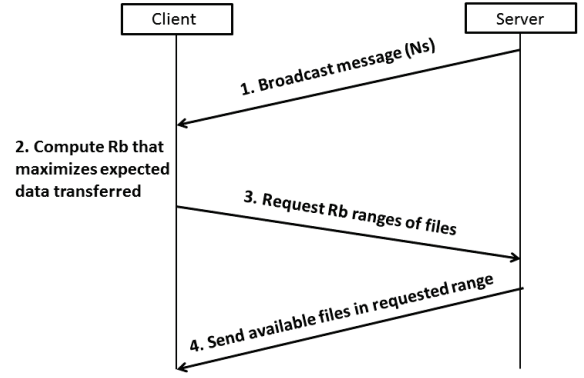 Client
Server
1. Broadcast message (Ns)
2. Compute Rb that
maximizes expected
data transferred
3. Request Rb ranges of files
4. Send available files in requested range